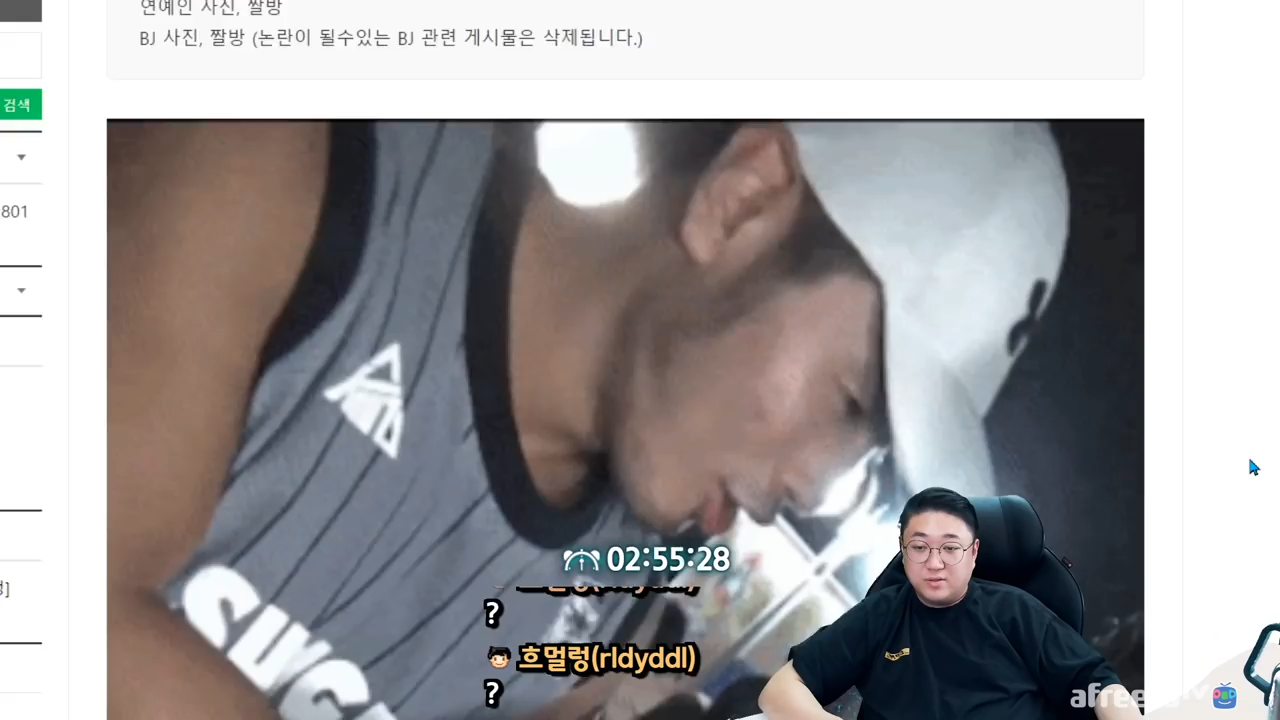 연예인 사진, 짤방
BJ 사진, 짤방 (논란이 될수있는 BJ 관련 게시물은 삭제됩니다.)
검색
801
02:55:28
?
흐멀렁(rldyddl)
?